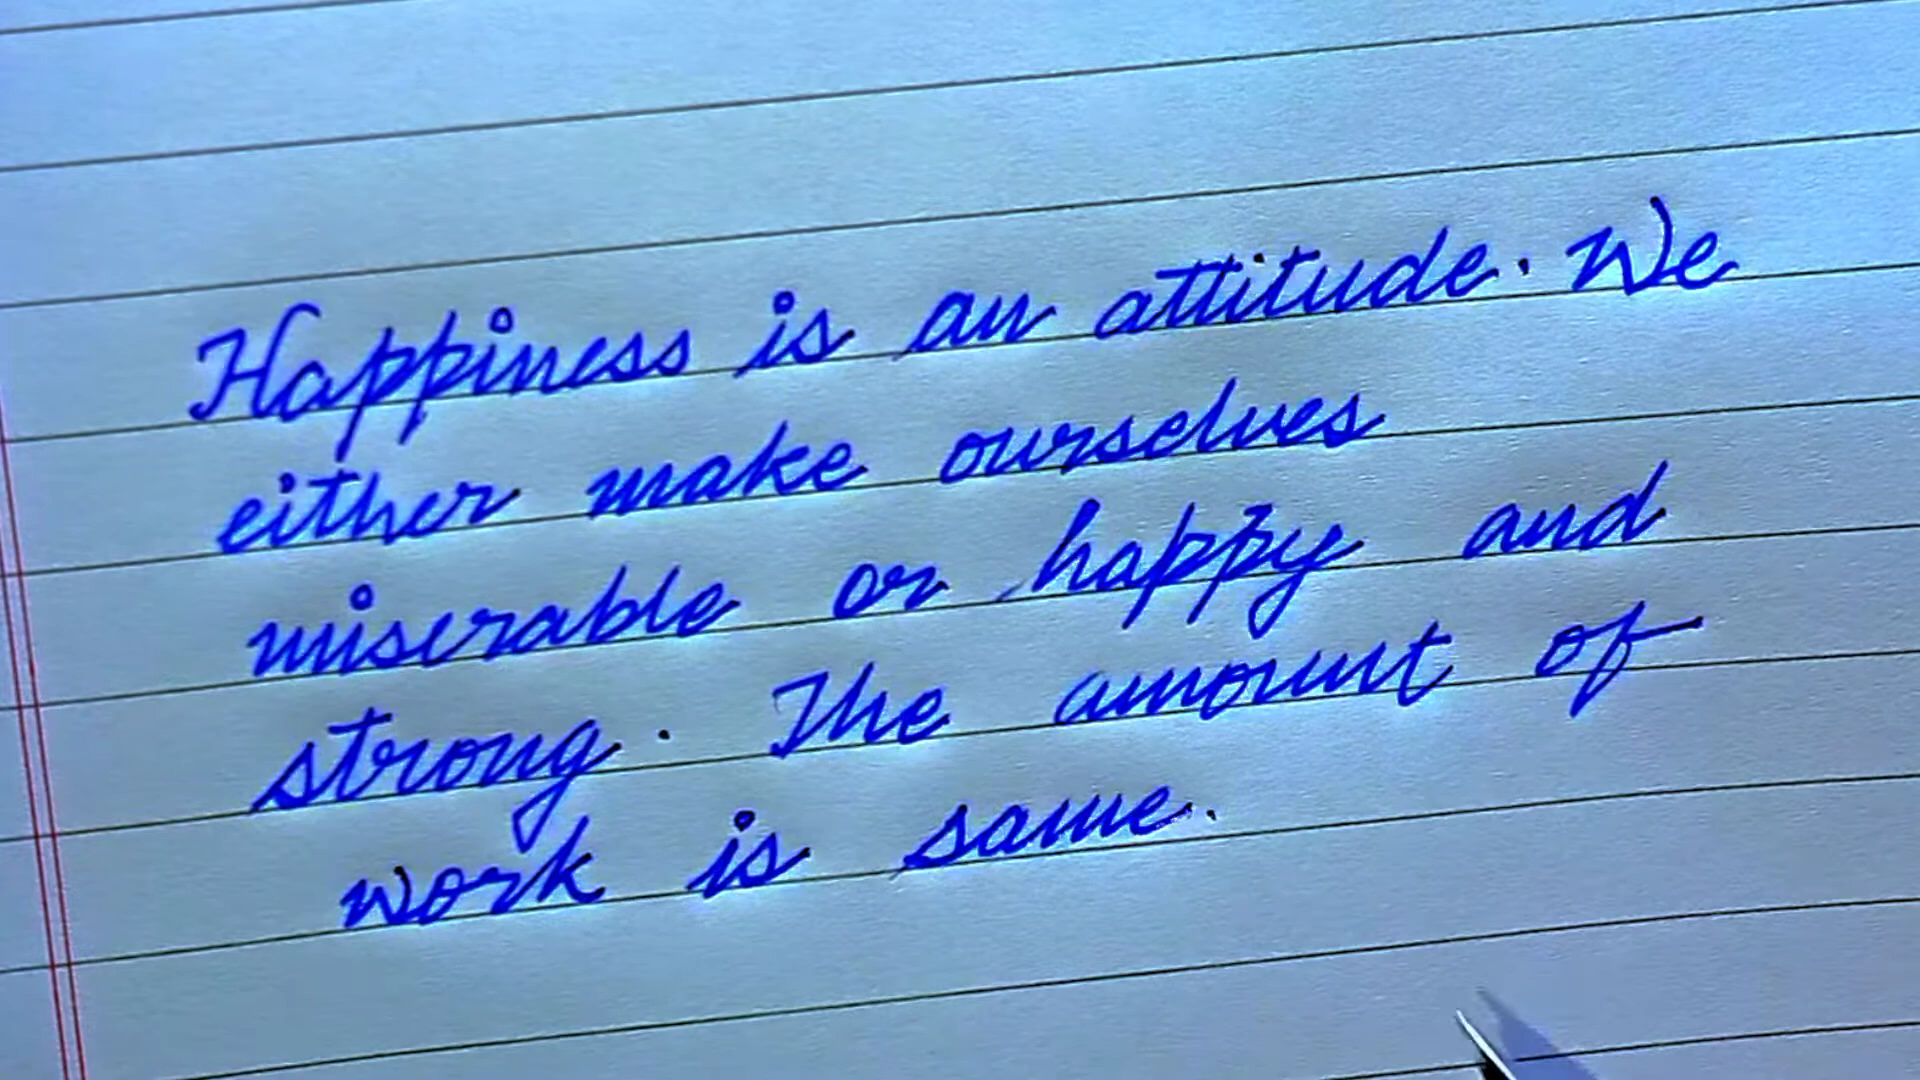 Happiness is an attitude. We
either make ourselves
miserable or happy and
strong. The amount of
work is same.